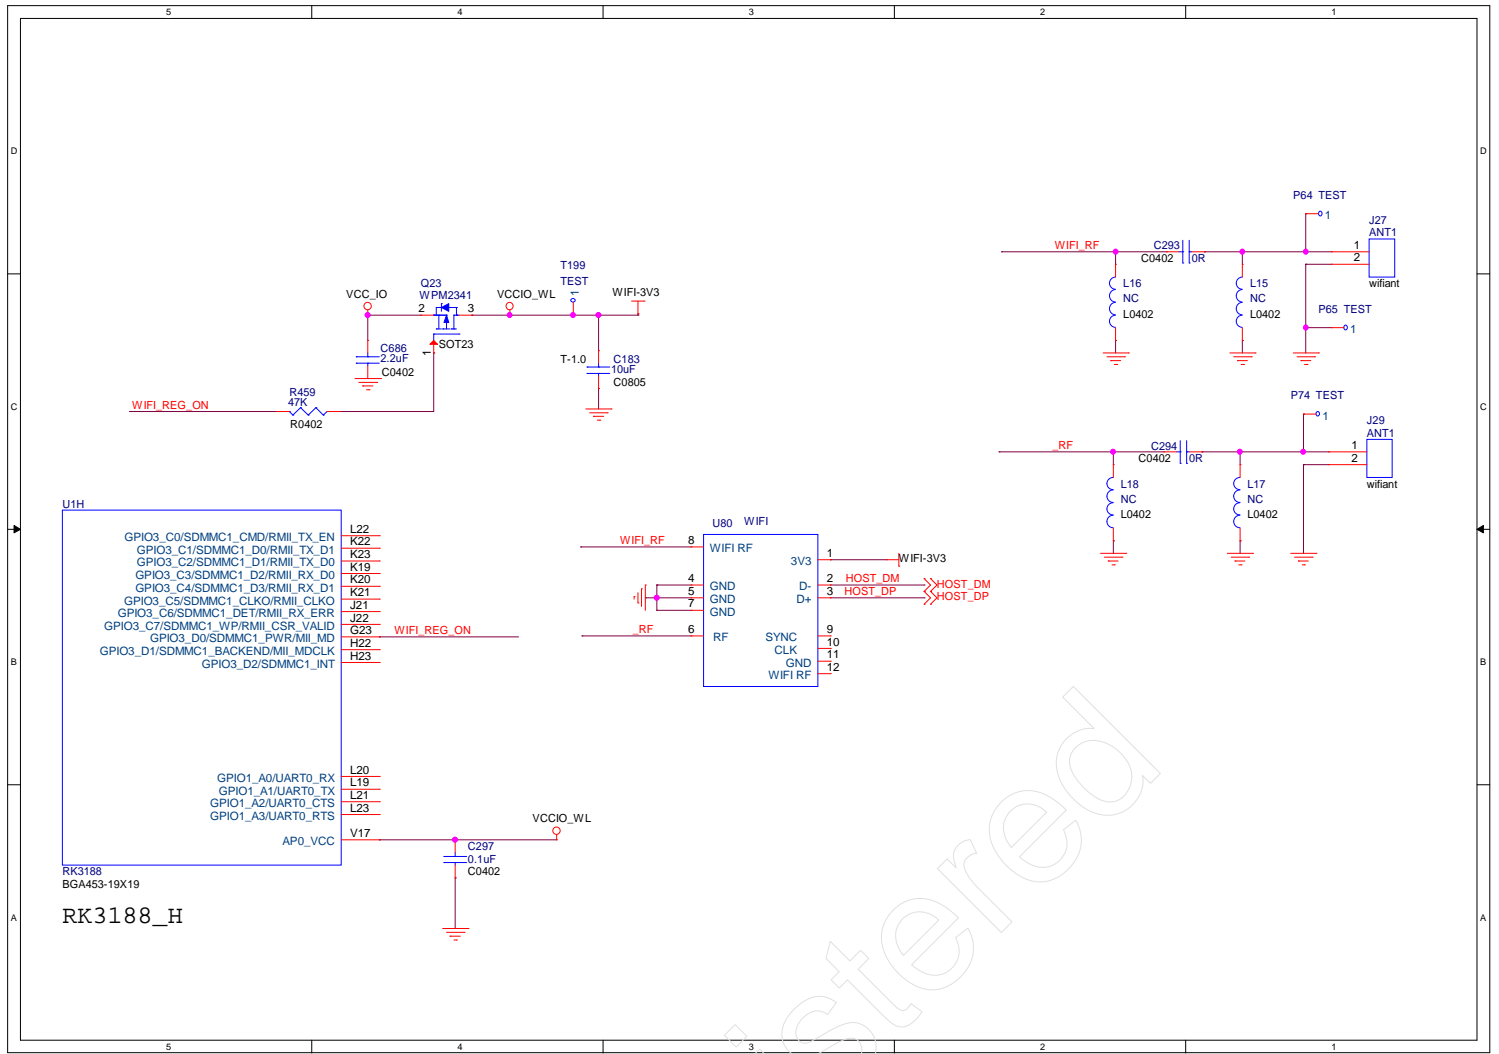 5 4 3 2 1
D D
C C
B B
A A
P64 TEST
1
J27
ANT1
WIFI_RF
C293
C0402
0R
1
2
wifiant
L16
NC
L0402
L15
NC
L0402
P65 TEST
1
T199
TEST
1
Q23
WPM2341
VCC_IO
2
3
VCCIO_WL
WIFI-3V3
SOT23
1
C686
2.2uF
C0402
T-1.0
C183
10uF
C0805
R459
47K
R0402
WIFI_REG_ON
P74 TEST
1
J29
ANT1
_RF
C294
C0402
0R
1
2
wifiant
L18
NC
L0402
L17
NC
L0402
U1H
GPIO3_C0/SDMMC1_CMD/RMII_TX_EN L22
GPIO3_C1/SDMMC1_D0/RMII_TX_D1 K22
GPIO3_C2/SDMMC1_D1/RMII_TX_D0 K23
GPIO3_C3/SDMMC1_D2/RMII_RX_D0 K19
GPIO3_C4/SDMMC1_D3/RMII_RX_D1 K20
GPIO3_C5/SDMMC1_CLKO/RMII_CLKO K21
GPIO3_C6/SDMMC1_DET/RMII_RX_ERR J21
GPIO3_C7/SDMMC1_WP/RMII_CSR_VALID J22
GPIO3_D0/SDMMC1_PWR/MII_MD G23 WIFI_REG_ON
GPIO3_D1/SDMMC1_BACKEND/MII_MDCLK H22
GPIO3_D2/SDMMC1_INT H23
GPIO1_A0/UART0_RX L20
GPIO1_A1/UART0_TX L19
GPIO1_A2/UART0_CTS L21
GPIO1_A3/UART0_RTS L23
AP0_VCC V17
VCCIO_WL
C297
0.1uF
C0402
RK3188
BGA453-19X19
RK3188_H
U80 WIFI
WIFI_RF 8 WIFI RF
3V3 1 WIFI-3V3
4 GND
D- 2 HOST_DM HOST_DM
5 GND
D+ 3 HOST_DP HOST_DP
7 GND
_RF 6 RF
SYNC 9
CLK 10
GND 11
WIFI RF 12
istered
5 4 3 2 1